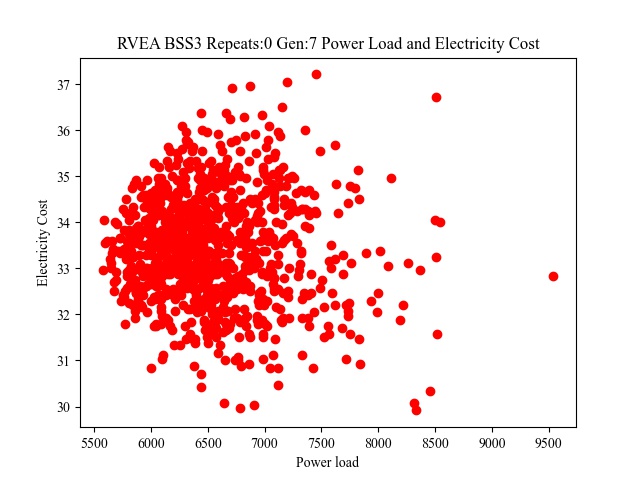 RVEA BSS3 Repeats:0 Gen:7 Power Load and Electricity Cost
Electricity Cost
37
36
35
34
33
32
31
30
5500 6000 6500 7000 7500 8000 8500 9000 9500
Power load